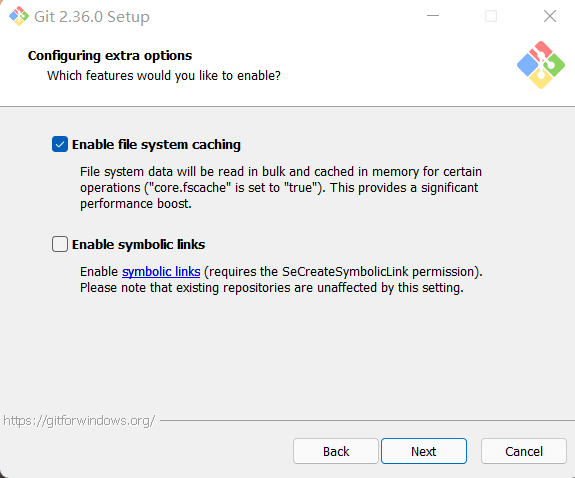 Git 2.36.0 Setup
Configuring extra options
Which features would you like to enable?
Enable file system caching
File system data will be read in bulk and cached in memory for certain
operations ("core.fscache" is set to "true"). This provides a significant
performance boost.
Enable symbolic links
Enable symbolic links (requires the SeCreateSymbolicLink permission).
Please note that existing repositories are unaffected by this setting.
https://gitforwindows.org/
Back
Next
Cancel